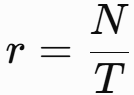 r = N/T